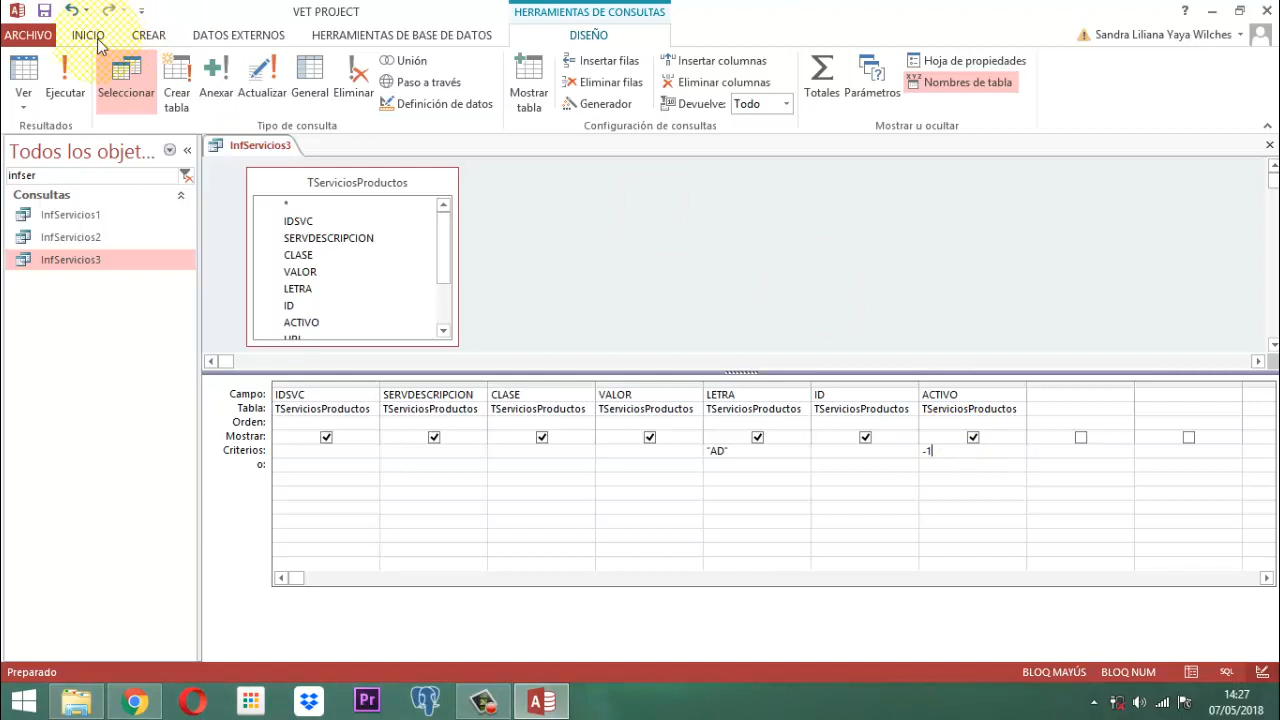 VET PROJECT
HERRAMIENTAS DE CONSULTAS
?
ARCHIVO INICIO CREAR DATOS EXTERNOS HERRAMIENTAS DE BASE DE DATOS DISEÑO
Sandra Liliana Yaya Wilches
Ver Ejecutar Seleccionar Crear tabla Anexar Actualizar General Eliminar
Unión
Paso a través
Definición de datos
Mostrar tabla
Insertar filas
Eliminar filas
Generador
Insertar columnas
Eliminar columnas
Devuelve: Todo
Totales Parámetros
Hoja de propiedades
Nombres de tabla
Resultados Tipo de consulta Configuración de consultas Mostrar u ocultar
Todos los objet...
infser
Consultas
InfServicios1
InfServicios2
InfServicios3
InfServicios3
TServiciosProductos
*
IDSVC
SERVDESCRIPCION
CLASE
VALOR
LETRA
ID
ACTIVO
Campo: IDSVC SERVDESCRIPCION CLASE VALOR LETRA ID ACTIVO
Tabla: TServiciosProductos TServiciosProductos TServiciosProductos TServiciosProductos TServiciosProductos TServiciosProductos TServiciosProductos
Orden:
Mostrar:
Criterios: "AD" -1
o:
Preparado BLOQ MAYÚS BLOQ NUM SQL
Pr
14:27
07/05/2018